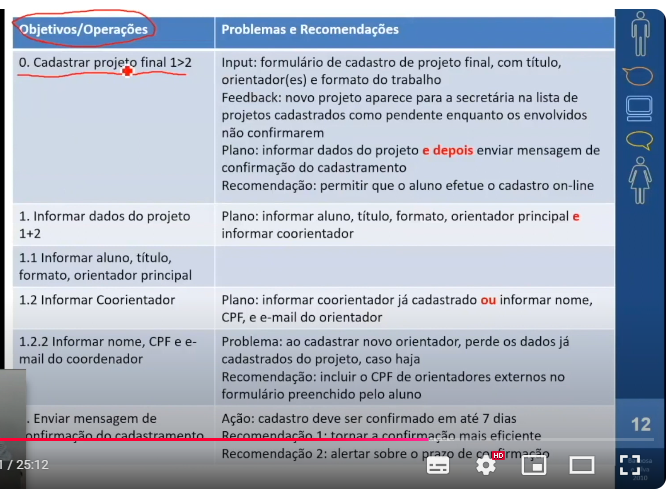 Objetivos/Operações
Problemas e Recomendações
0. Cadastrar projeto final 1>2
Input: formulário de cadastro de projeto final, com título,
orientador(es) e formato do trabalho
Feedback: novo projeto aparece para a secretária na lista de
projetos cadastrados como pendente enquanto os envolvidos
não confirmarem
Plano: informar dados do projeto e depois enviar mensagem de
confirmação do cadastramento
Recomendação: permitir que o aluno efetue o cadastro on-line
1. Informar dados do projeto
1+2
Plano: informar aluno, título, formato, orientador principal e
informar coorientador
1.1 Informar aluno, título,
formato, orientador principal
1.2 Informar Coorientador
Plano: informar coorientador já cadastrado ou informar nome,
CPF, e e-mail do orientador
1.2.2 Informar nome, CPF e e-
mail do coordenador
Problema: ao cadastrar novo orientador, perde os dados já
cadastrados do projeto, caso haja
Recomendação: incluir o CPF de orientadores externos no
formulário preenchido pelo aluno
. Enviar mensagem de
confirmação do cadastramento
Ação: cadastro deve ser confirmado em até 7 dias
Recomendação 1: tornar a confirmação mais eficiente
Recomendação 2: alertar sobre o prazo de confirmação
12
/ 25:12
HD
2010